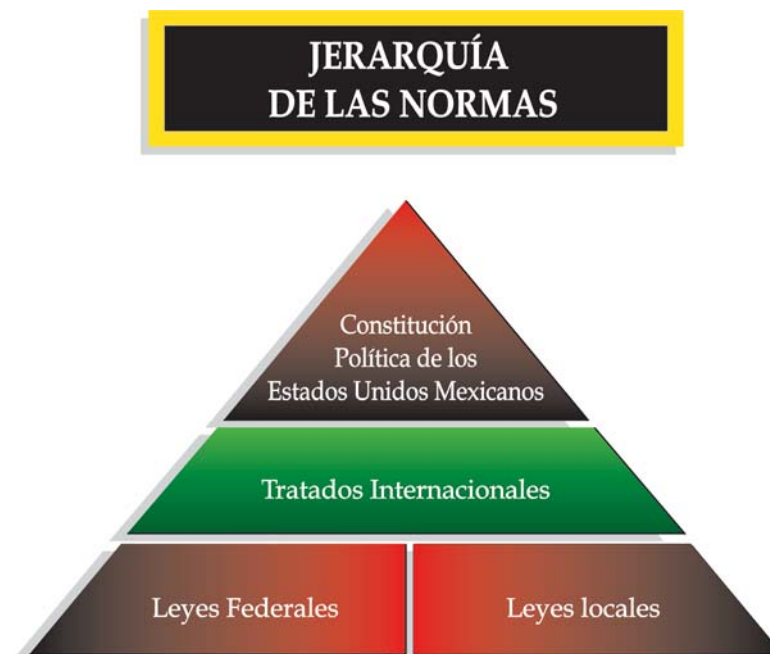 JERARQUÍA
DE LAS NORMAS
Constitución
Política de los
Estados Unidos Mexicanos
Tratados Internacionales
Leyes Federales
Leyes locales